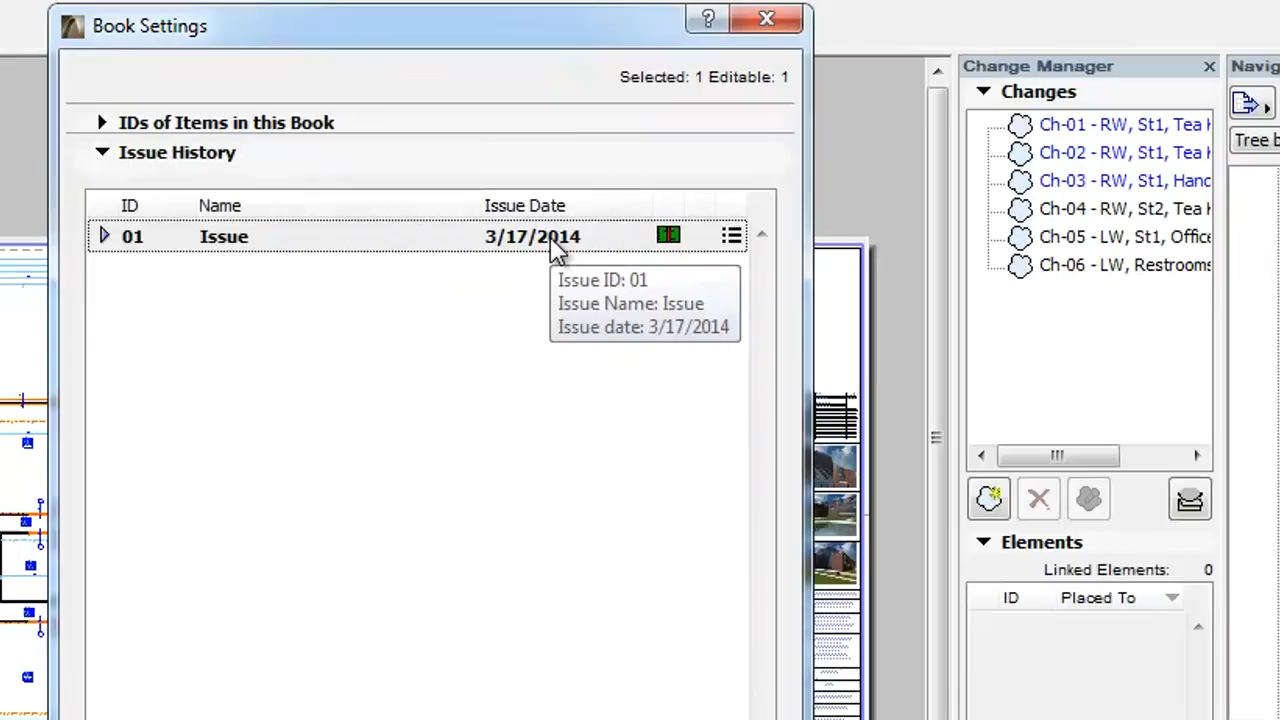 Book Settings
?
Selected: 1 Editable: 1
IDs of Items in this Book
Issue History
ID Name Issue Date
01 Issue 3/17/2014
Issue ID: 01
Issue Name: Issue
Issue date: 3/17/2014
Change Manager
Changes
Ch-01 - RW, St1, Tea
Ch-02 - RW, St1, Tea
Ch-03 - RW, St1, Hand
Ch-04 - RW, St2, Tea
Ch-05 - LW, St1, Office
Ch-06 - LW, Restrooms
Elements
Linked Elements: 0
ID Placed To
Navig
Tree b